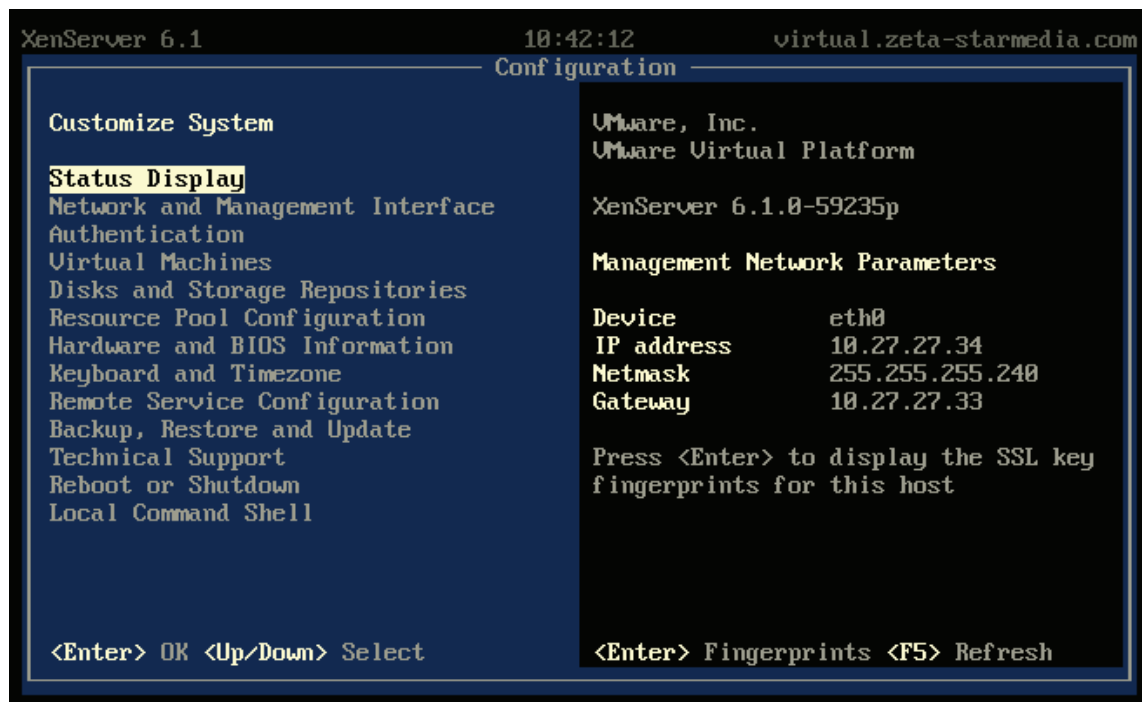 XenServer 6.1 10:42:12 virtual.zeta-starmedia.com
Configuration
Customize System
Status Display
Network and Management Interface
Authentication
Virtual Machines
Disks and Storage Repositories
Resource Pool Configuration
Hardware and BIOS Information
Keyboard and Timezone
Remote Service Configuration
Backup, Restore and Update
Technical Support
Reboot or Shutdown
Local Command Shell
<Enter> OK <Up/Down> Select
VMware, Inc.
VMware Virtual Platform
XenServer 6.1.0-59235p
Management Network Parameters
Device eth0
IP address 10.27.27.34
Netmask 255.255.255.240
Gateway 10.27.27.33
Press <Enter> to display the SSL key
fingerprints for this host
<Enter> Fingerprints <F5> Refresh